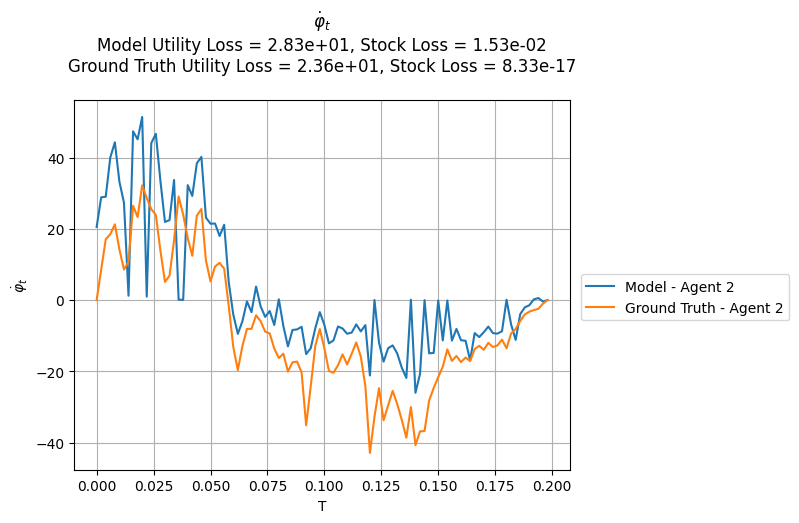 φ̇ₜ
Model Utility Loss = 2.83e+01, Stock Loss = 1.53e-02
Ground Truth Utility Loss = 2.36e+01, Stock Loss = 8.33e-17
φ̇ₜ
40
20
0
−20
−40
0.000 0.025 0.050 0.075 0.100 0.125 0.150 0.175 0.200
T
Model - Agent 2
Ground Truth - Agent 2